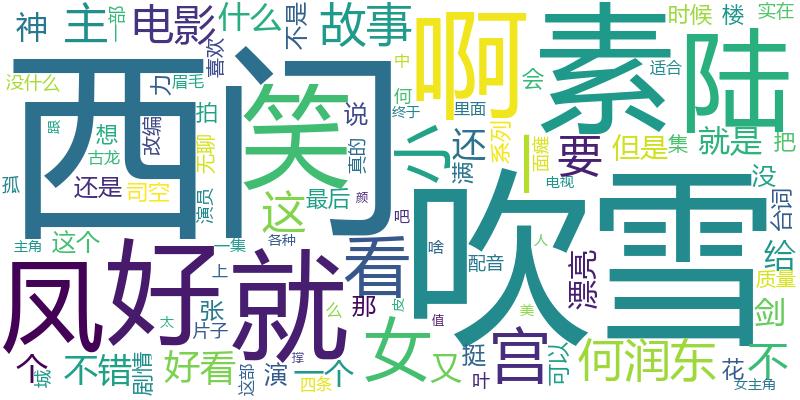 西门
吹雪
神
主
电影
什么
不是
故事
啊
素
陆
时候
楼
实在
一部
喜欢
没什么
眉毛
力
笑
说
中
何
终于
里面
会
适合
想
改编
拍
小
还
满
系列
面瘫
要
但是
集
就是
把
孤
古龙
无聊
真的
跟
还是
司空
演员
这
最后
颜
吧
电视
没
台词
主角
这个
一集
各种
看
啥
配音
人
漂亮
给
质量
凤
好
就
上
那
皮
张
片子
太
么
值
美
宫
剑
个
城
不错
剧情
好看
这部
演
撑
四条
一个
女
又
挺
叶
可以
何润东
花
女主角
不